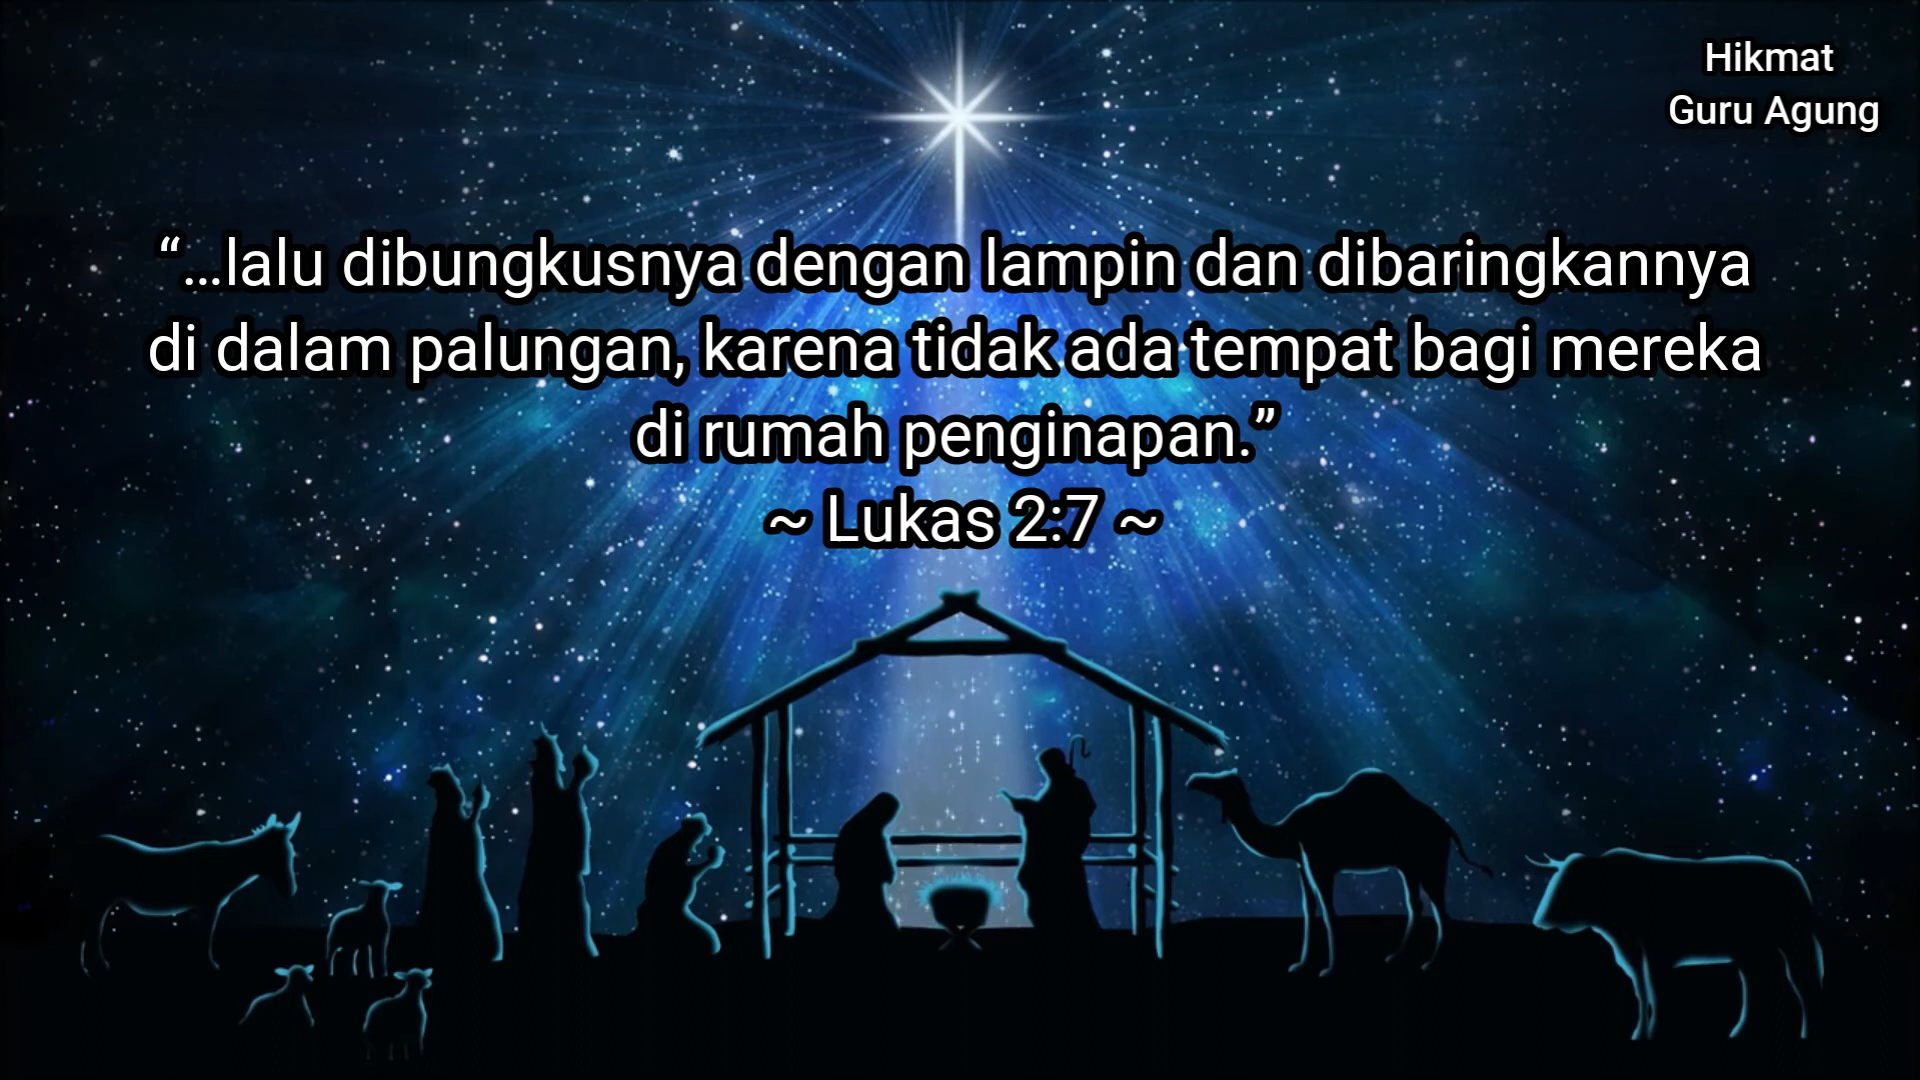 Hikmat
Guru Agung
“...lalu dibungkusnya dengan lampin dan dibaringkannya
di dalam palungan, karena tidak ada tempat bagi mereka
di rumah penginapan.”
~ Lukas 2:7 ~